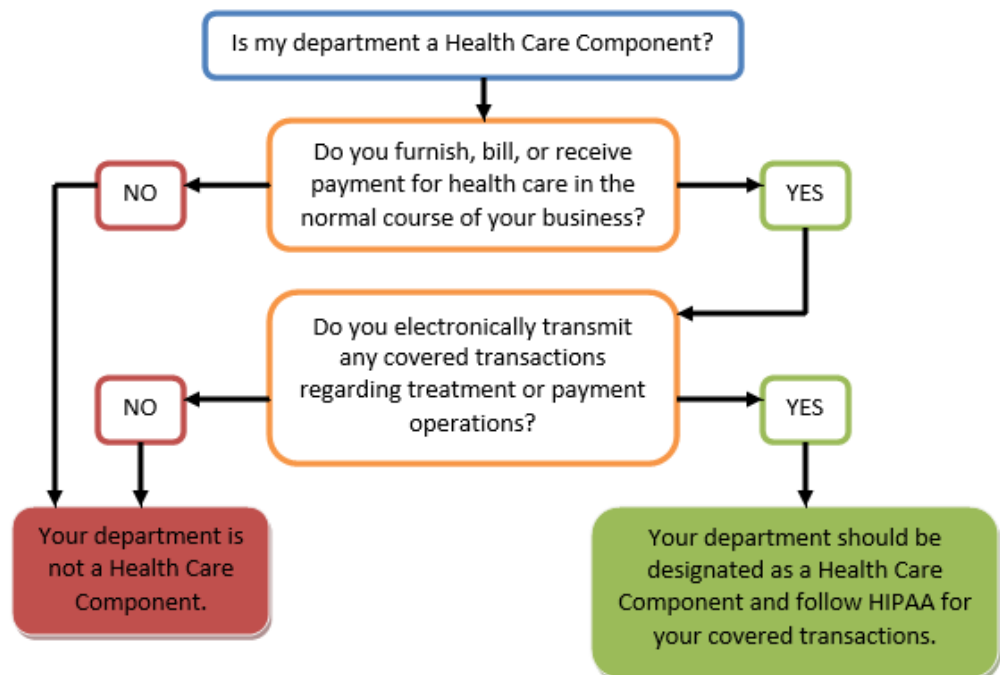 Is my department a Health Care Component?
Do you furnish, bill, or receive
payment for health care in the
normal course of your business?
NO
YES
Do you electronically transmit
any covered transactions
regarding treatment or payment
operations?
NO
YES
Your department is
not a Health Care
Component.
Your department should be
designated as a Health Care
Component and follow HIPAA for
your covered transactions.